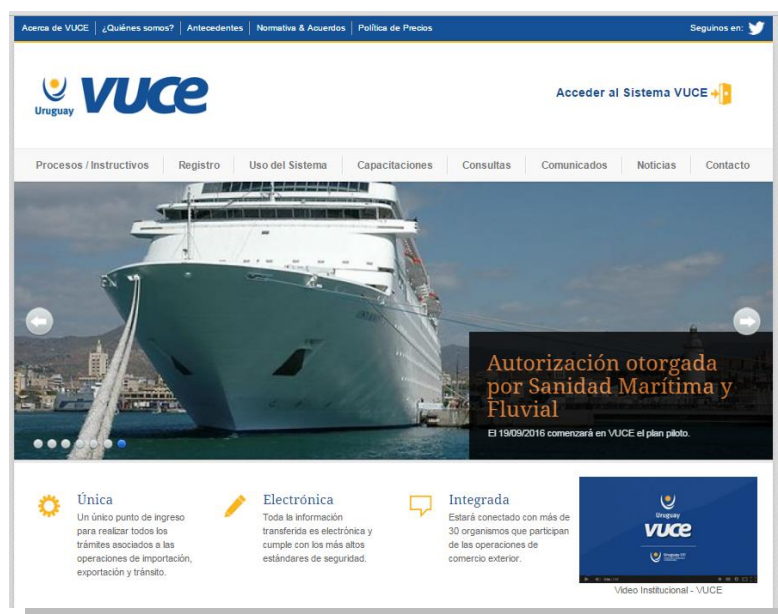 Acerca de VUCE
¿Quiénes somos?
Antecedentes
Normativa & Acuerdos
Política de Precios
Seguinos en:
Uruguay
vuce
Acceder al Sistema VUCE
Procesos / Instructivos
Registro
Uso del Sistema
Capacitaciones
Consultas
Comunicados
Noticias
Contacto
Autorización otorgada
por Sanidad Marítima y
Fluvial
El 19/09/2016 comenzará en VUCE el plan piloto.
Única
Un único punto de ingreso
para realizar todos los
trámites asociados a las
operaciones de importación,
exportación y tránsito.
Electrónica
Toda la información
transferida es electrónica y
cumple con los más altos
estándares de seguridad.
Integrada
Estará conectado con más de
30 organismos que participan
de las operaciones de
comercio exterior.
Uruguay
vuce
Video Institucional - VUCE